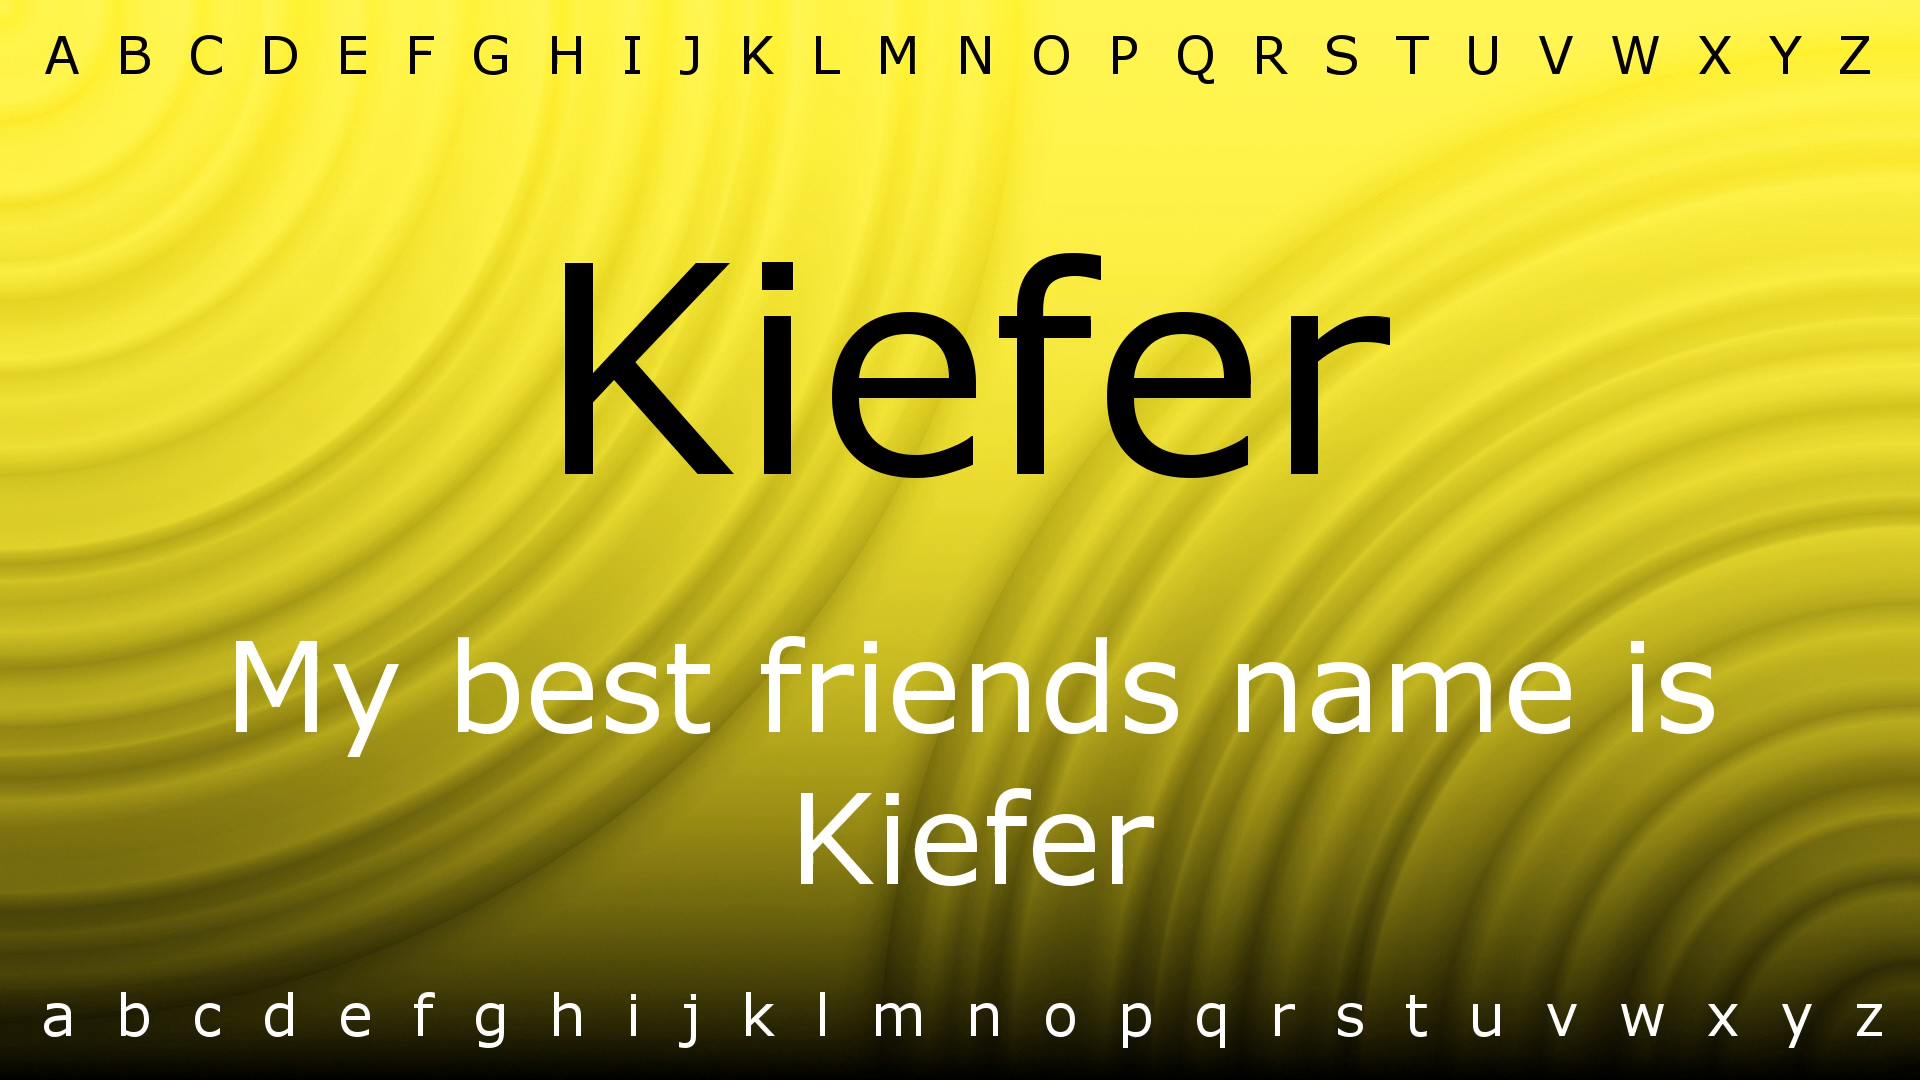 A B C D E F G H I J K L M N O P Q R S T U V W X Y Z
Kiefer
My best friends name is
Kiefer
a b c d e f g h i j k l m n o p q r s t u v w x y z